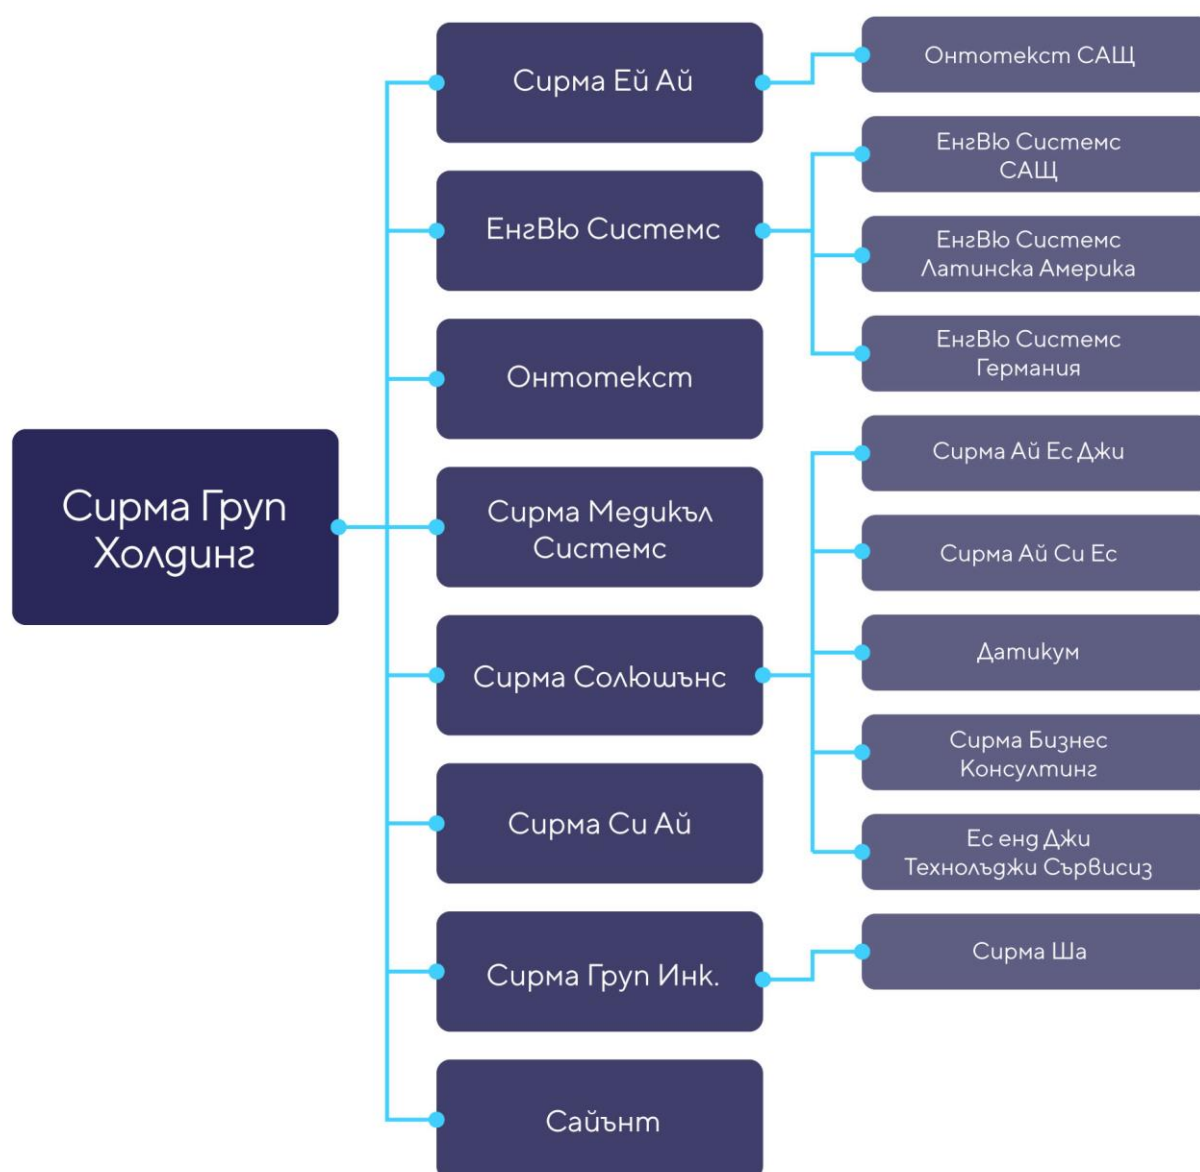 Сирма Груп
Холдинг
Сирма Ей Ай
ЕнгВю Системс
Онтотекст
Сирма Медикъл
Системс
Сирма Солюшънс
Сирма Си Ай
Сирма Груп Инк.
Сайънт
Онтотекст САЩ
ЕнгВю Системс
САЩ
ЕнгВю Системс
Латинска Америка
ЕнгВю Системс
Германия
Сирма Ай Ес Джи
Сирма Ай Си Ес
Датикум
Сирма Бизнес
Консултинг
Ес енд Джи
Технолъджи Сървисиз
Сирма Ша